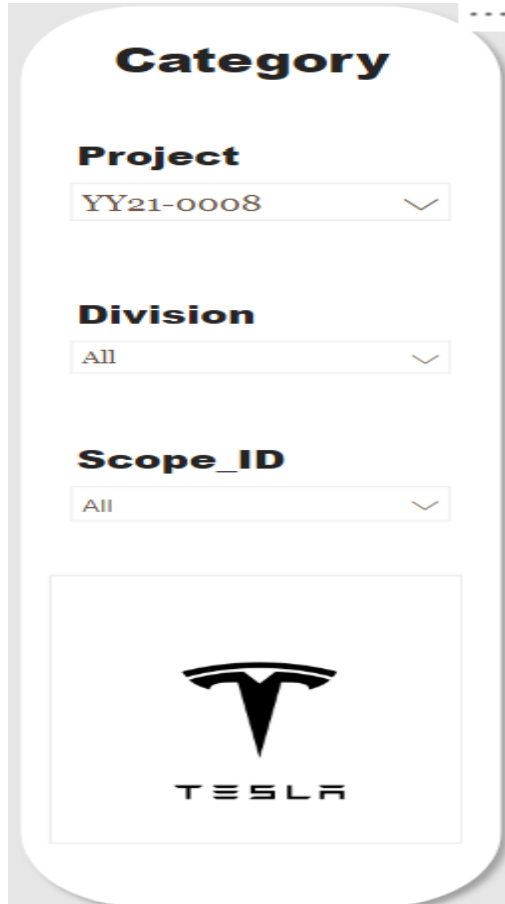 Category
Project
YY21-0008
Division
All
Scope_ID
All
TESLA